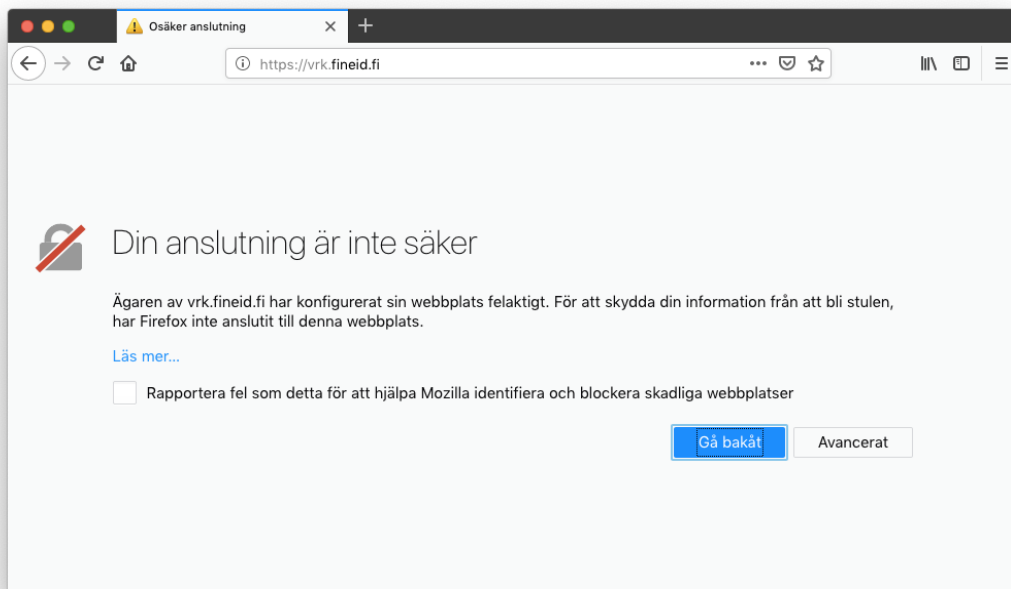 Osäker anslutning
https://vrk.fineid.fi
Din anslutning är inte säker
Ägaren av vrk.fineid.fi har konfigurerat sin webbplats felaktigt. För att skydda din information från att bli stulen,
har Firefox inte anslutit till denna webbplats.
Läs mer...
Rapportera fel som detta för att hjälpa Mozilla identifiera och blockera skadliga webbplatser
Gå bakåt
Avancerat